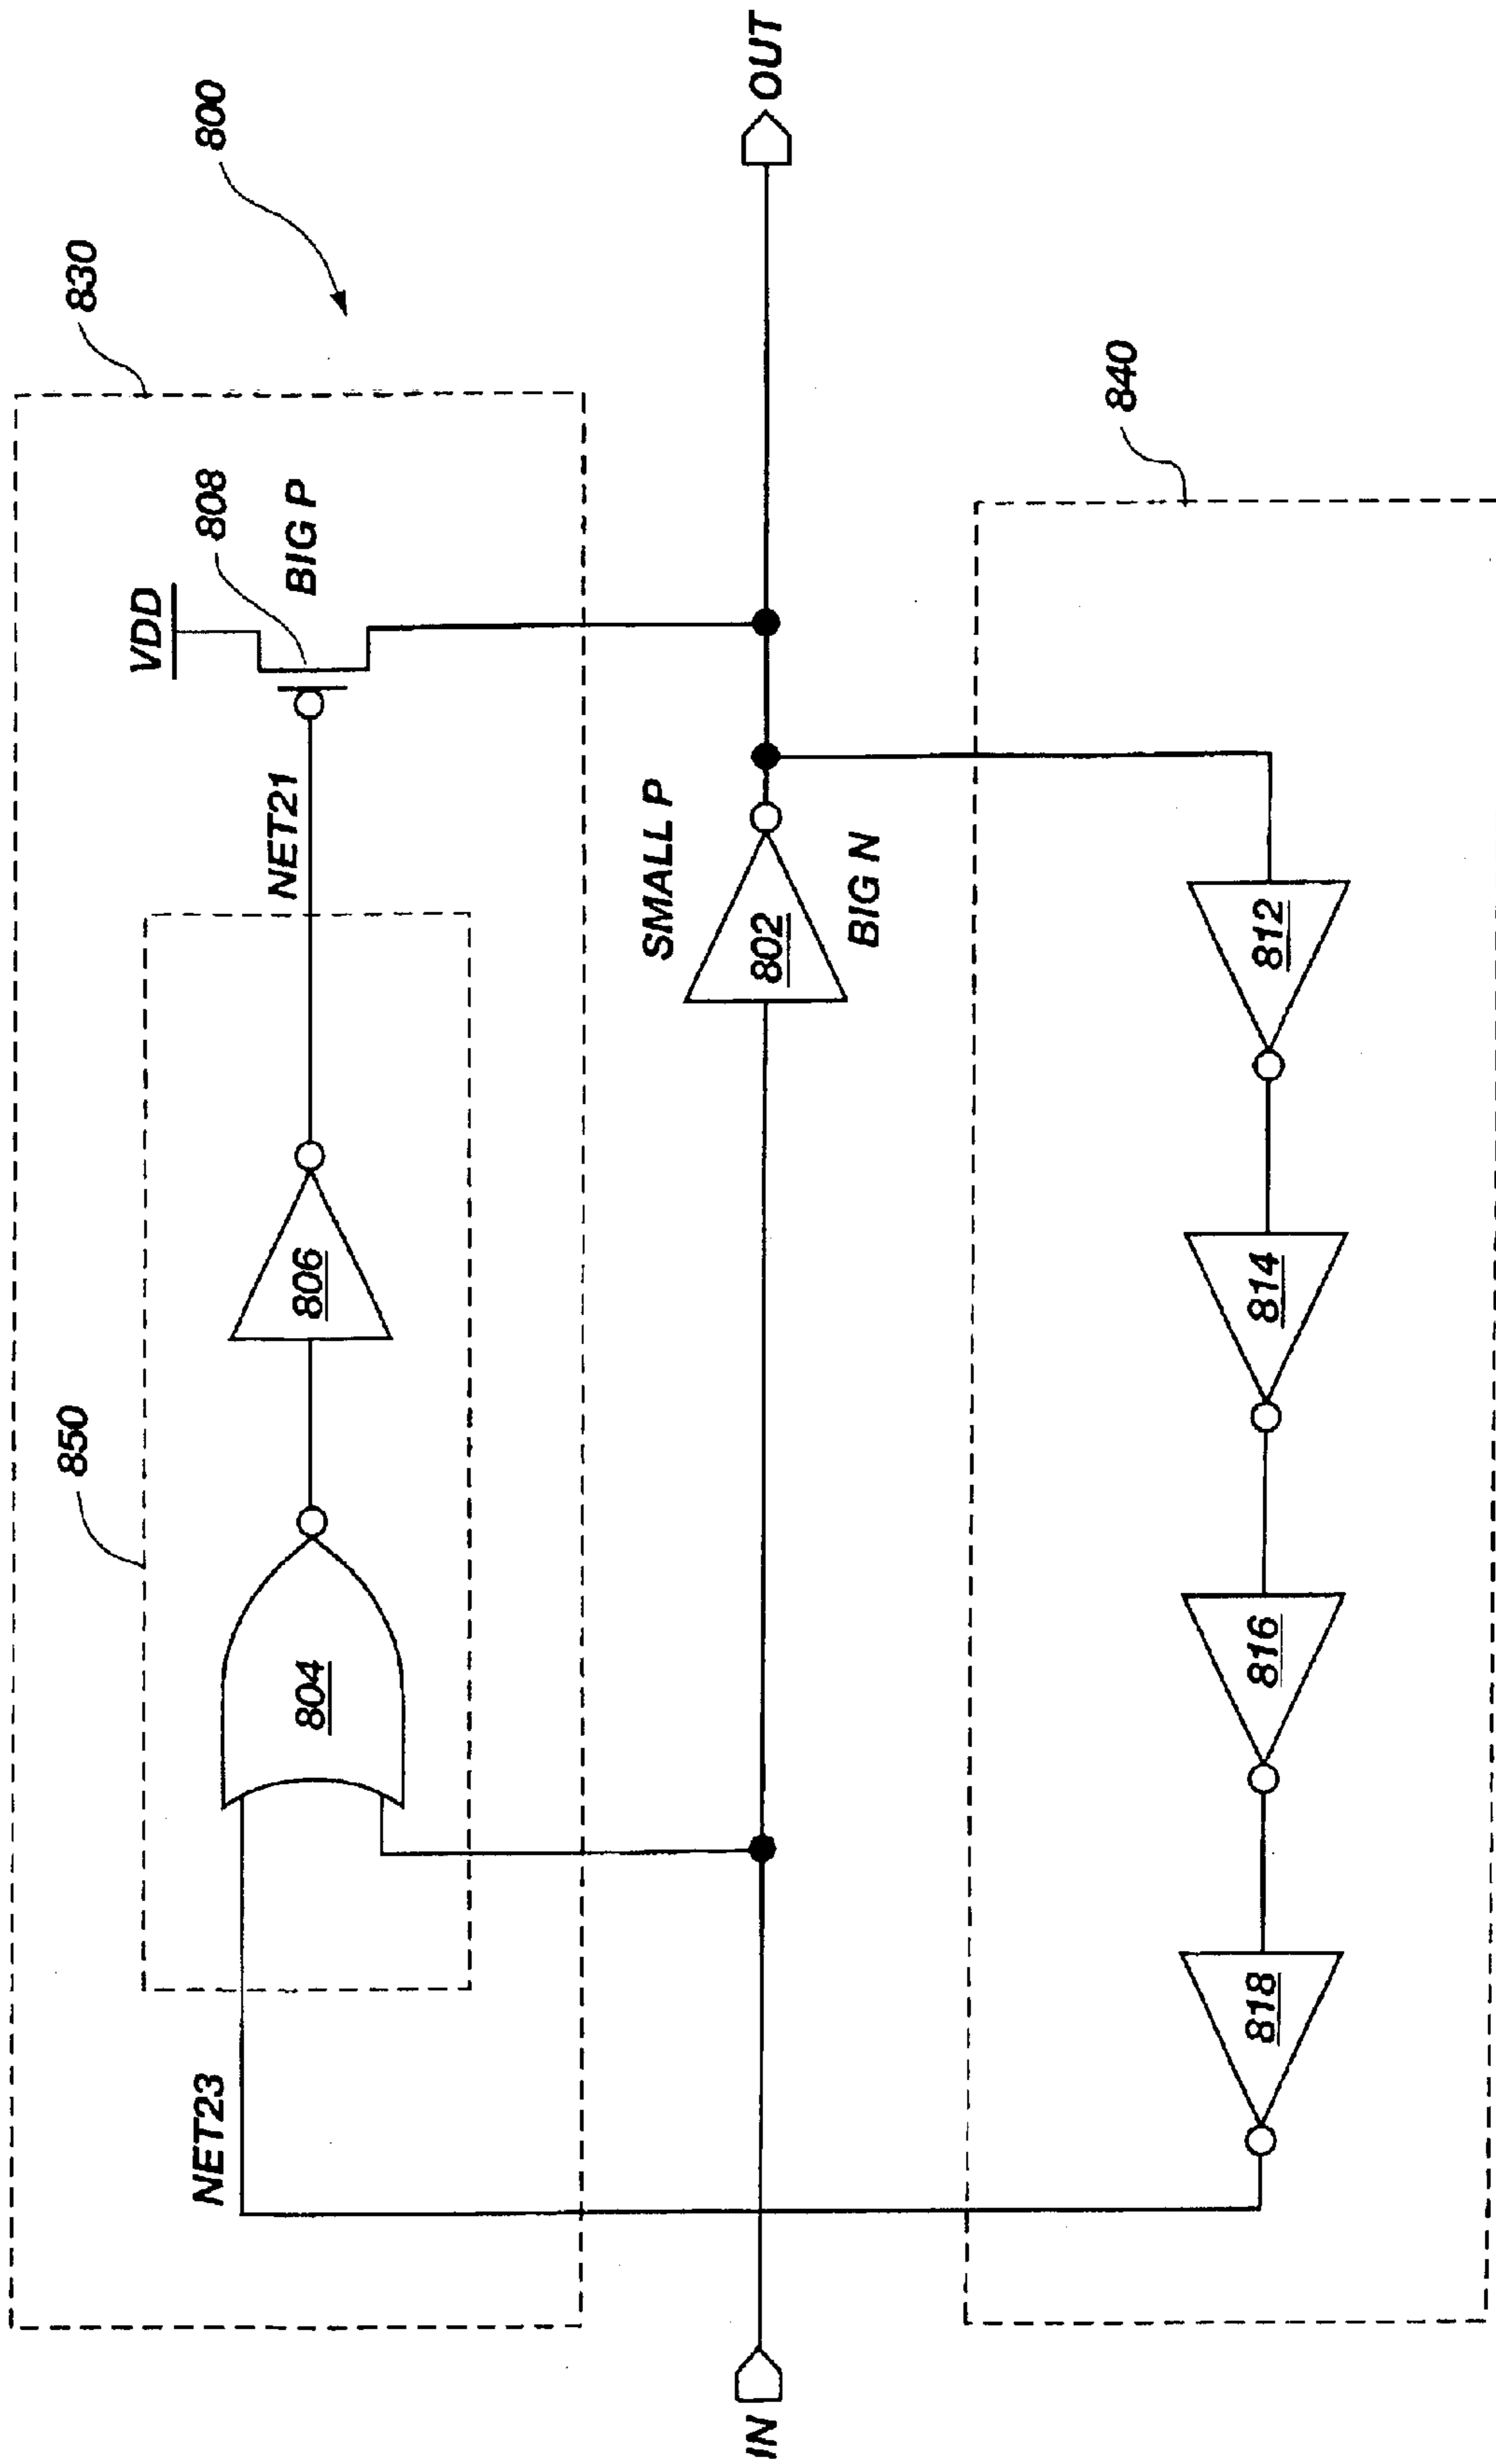 800
830
VDD
808
BIG P
NET21
850
806
804
NET23
IN
SMALL P
802
BIG N
OUT
840
812
814
816
818